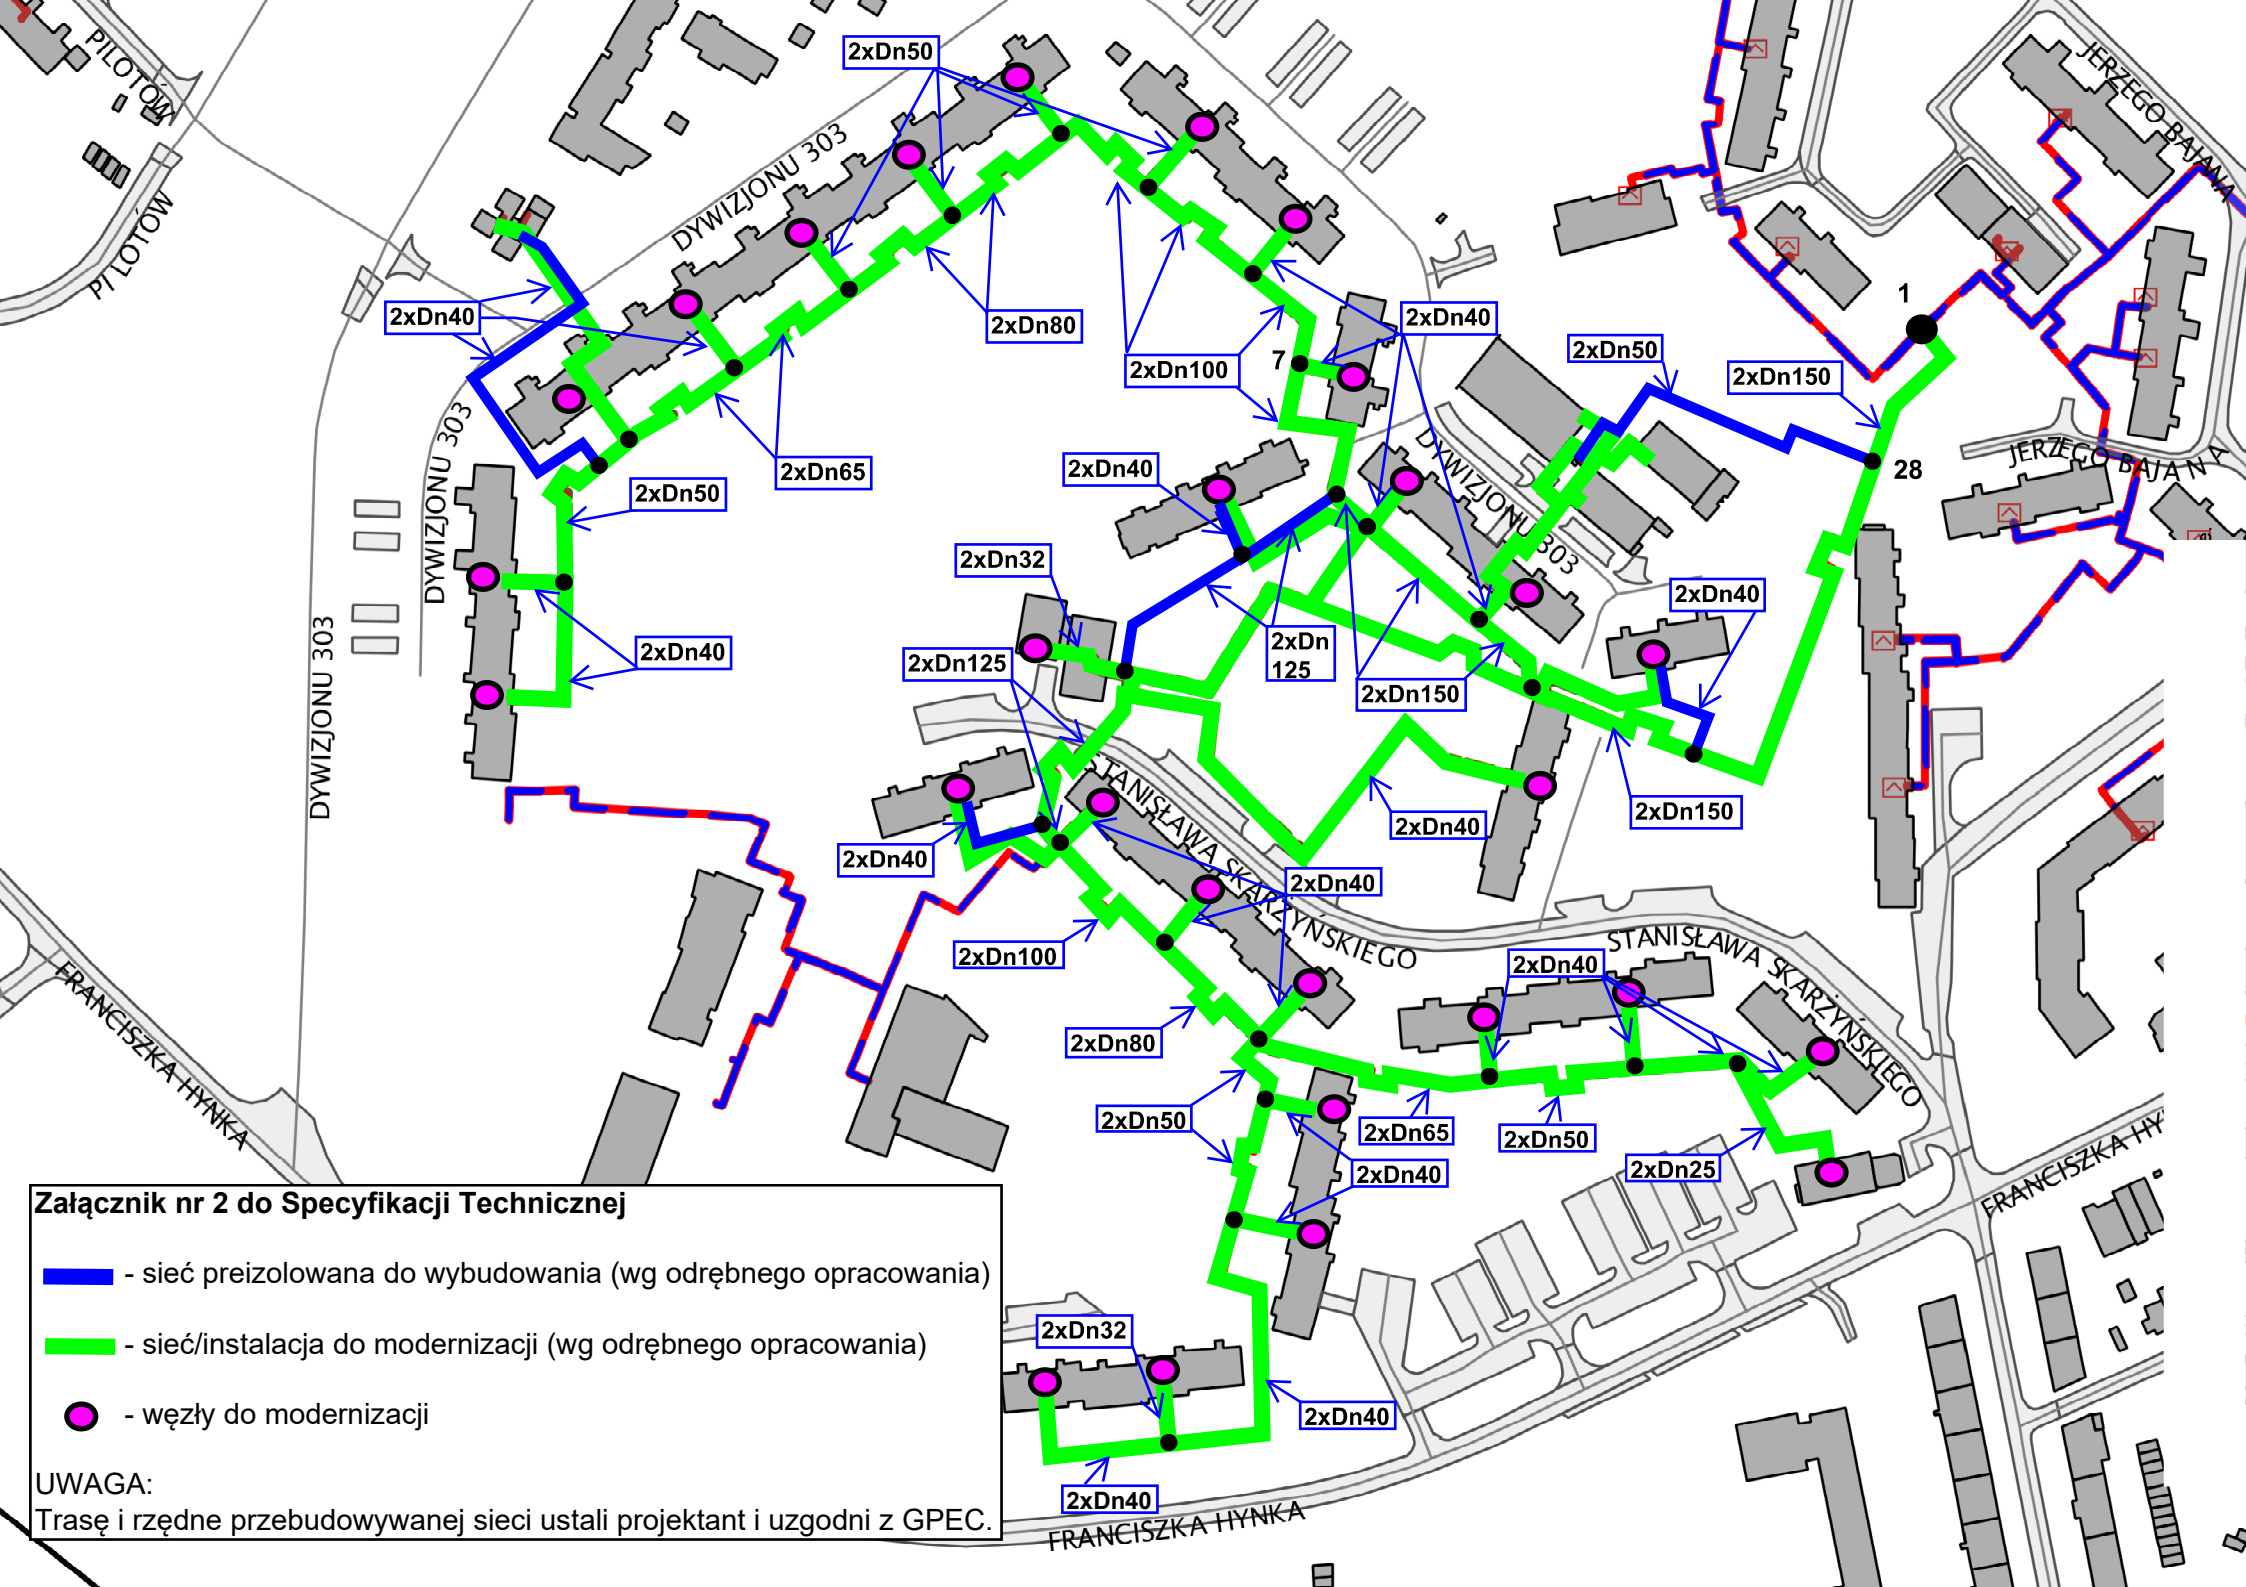 PILOTÓW
PILOTÓW
2xDn50
DYWIZJONU 303
JERZEGO BAJANA
1
2xDn40
2xDn80
2xDn40
2xDn100
7
2xDn50
2xDn150
DYWIZJONU 303
DYWIZJONU 303
JERZEGO BAJANA
28
2xDn65
2xDn50
2xDn40
2xDn32
2xDn40
2xDn40
DYWIZJONU 303
2xDn125
2xDn
125
2xDn150
2xDn40
2xDn150
STANISŁAWA SKARŻYŃSKIEGO
2xDn40
2xDn40
2xDn100
STANISŁAWA SKARŻYŃSKIEGO
2xDn40
2xDn80
2xDn50
2xDn65
2xDn50
2xDn25
2xDn40
FRANCISZKA HYNKA
FRANCISZKA HY
2xDn32
2xDn40
2xDn40
FRANCISZKA HYNKA
Załącznik nr 2 do Specyfikacji Technicznej
- sieć preizolowana do wybudowania (wg odrębnego opracowania)
- sieć/instalacja do modernizacji (wg odrębnego opracowania)
- węzły do modernizacji
UWAGA:
Trasę i rzędne przebudowywanej sieci ustali projektant i uzgodni z GPEC.